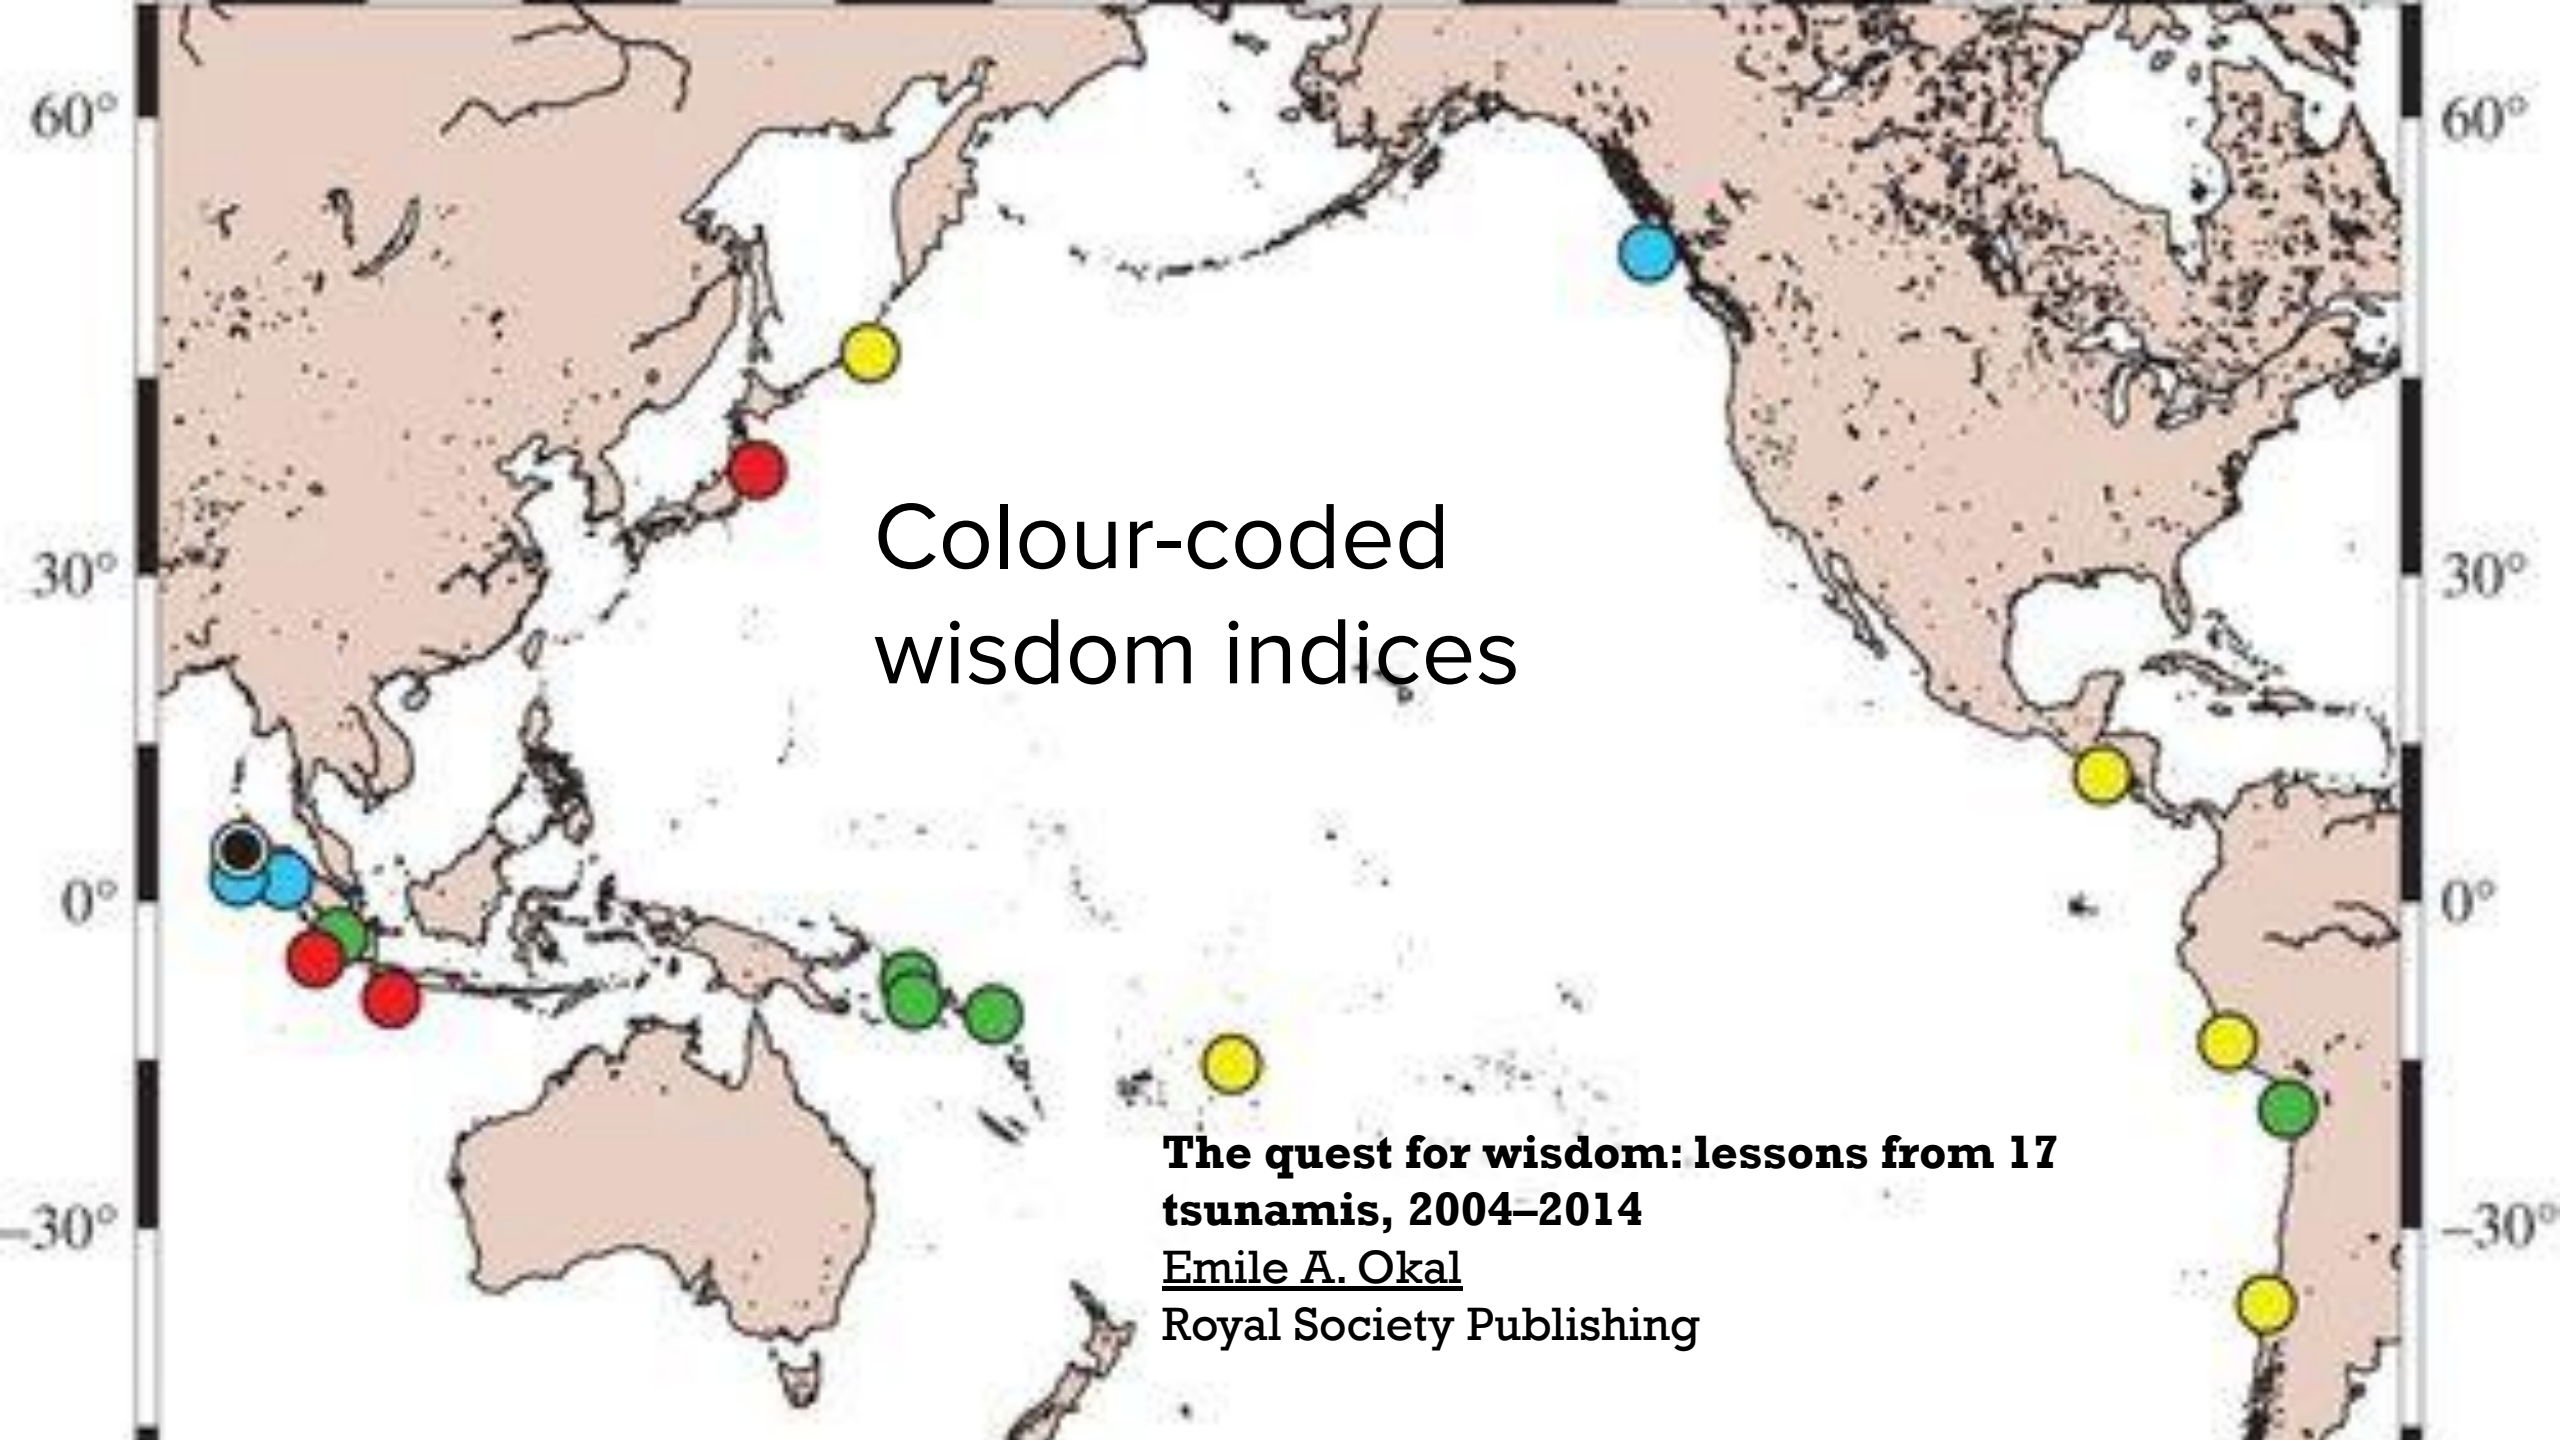 60°
60°
Colour-coded
wisdom indices
30°
30°
0°
0°
The quest for wisdom: lessons from 17
tsunamis, 2004–2014
–30°
–30°
Emile A. Okal
Royal Society Publishing